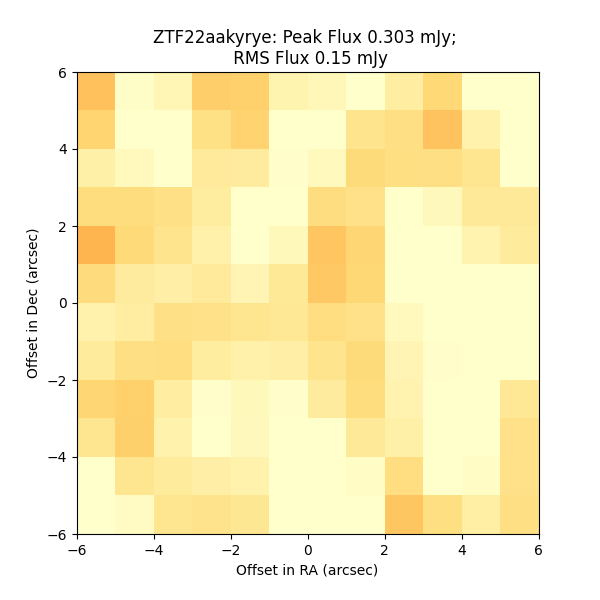 ZTF22aakyrye: Peak Flux 0.303 mJy;
RMS Flux 0.15 mJy
6
4
2
0
−2
−4
−6
Offset in Dec (arcsec)
−6 −4 −2 0 2 4 6
Offset in RA (arcsec)